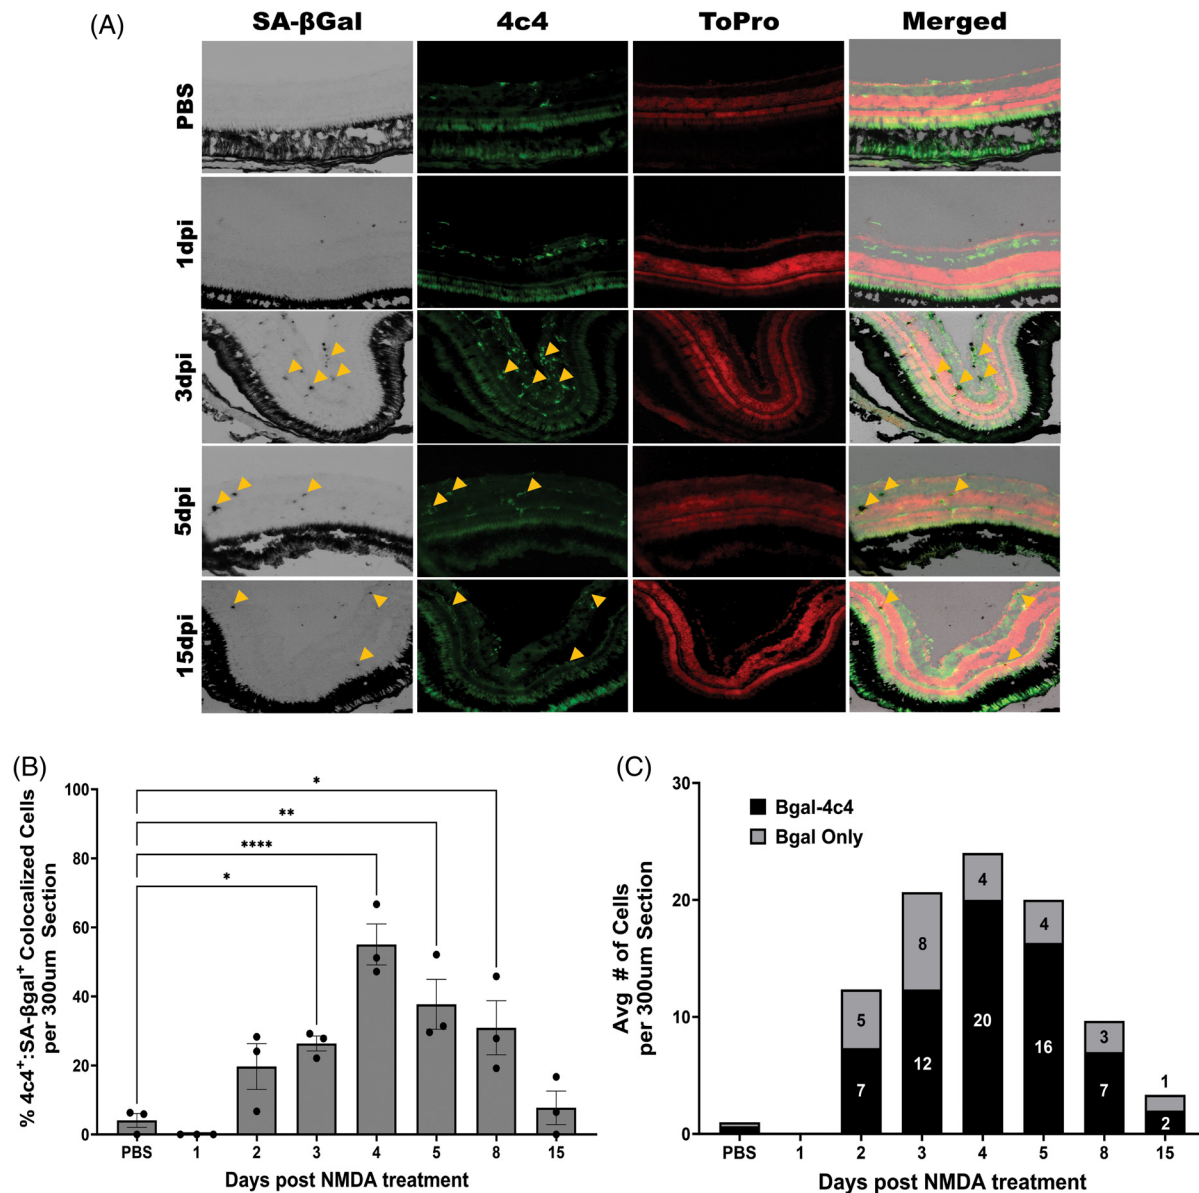 (A)
SA-βGal 4c4 ToPro Merged
PBS
1dpi
3dpi
5dpi
15dpi
(B)
% 4c4⁺:SA-βgal⁺ Colocalized Cells
per 300um Section
100
80
60
40
20
0
*
**
****
*
PBS 1 2 3 4 5 8 15
Days post NMDA treatment
(C)
Avg # of Cells
per 300um Section
30
20
10
0
Bgal-4c4
Bgal Only
5
7
8
12
4
20
4
16
3
7
1
2
PBS 1 2 3 4 5 8 15
Days post NMDA treatment